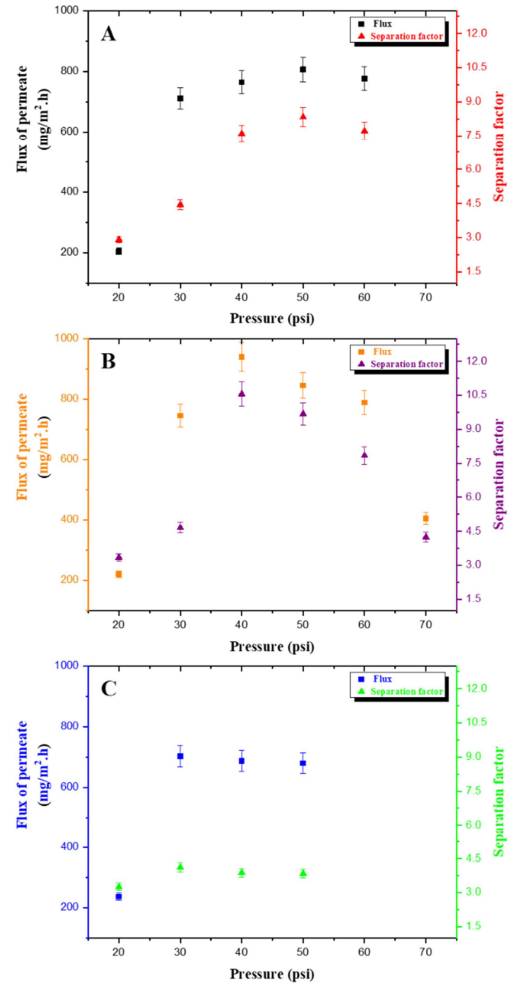 A
Flux
Separation factor
1000
800
600
400
200
12.0
10.5
9.0
7.5
6.0
4.5
3.0
1.5
Flux of permeate
(mg/m².h)
Separation factor
20 30 40 50 60 70
Pressure (psi)
B
Flux
Separation factor
1000
800
600
400
200
12.0
10.5
9.0
7.5
6.0
4.5
3.0
1.5
Flux of permeate
(mg/m².h)
Separation factor
20 30 40 50 60 70
Pressure (psi)
C
Flux
Separation factor
1000
800
600
400
200
12.0
10.5
9.0
7.5
6.0
4.5
3.0
1.5
Flux of permeate
(mg/m².h)
Separation factor
20 30 40 50 60 70
Pressure (psi)